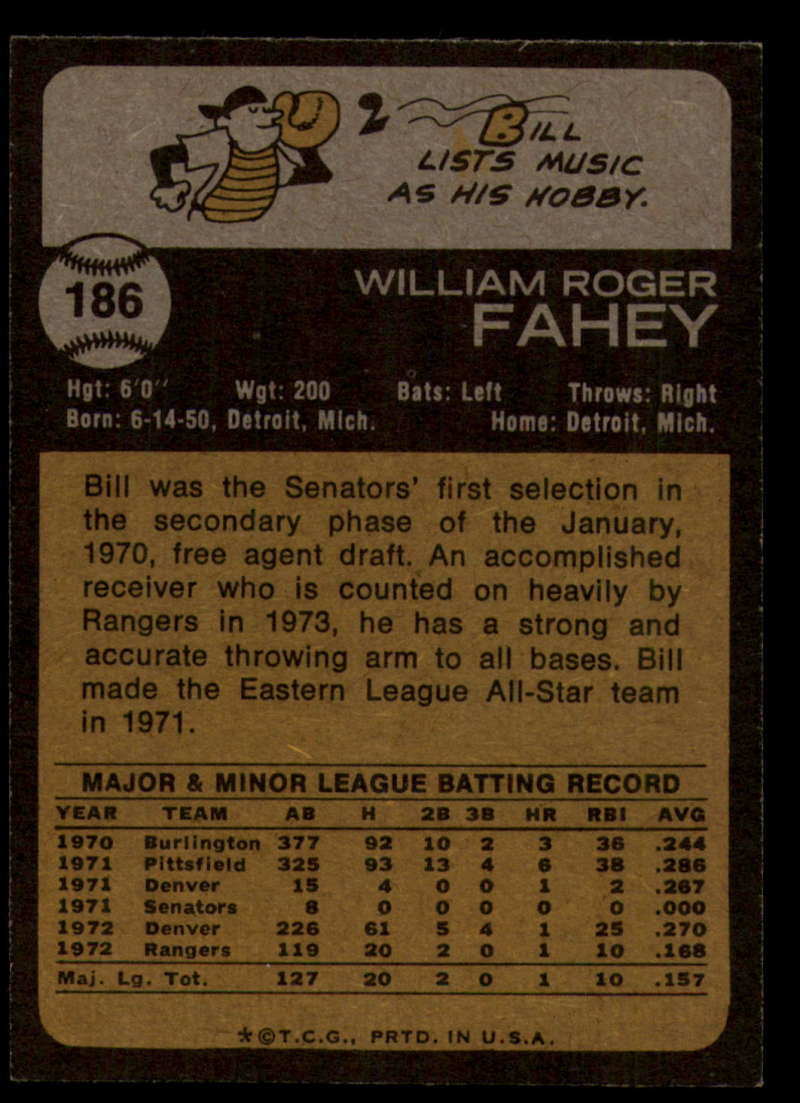 2
BILL
LISTS MUSIC
AS HIS HOBBY.
186
WILLIAM ROGER
FAHEY
Hgt: 6'0" Wgt: 200 Bats: Left Throws: Right
Born: 6-14-50, Detroit, Mich. Home: Detroit, Mich.
Bill was the Senators' first selection in
the secondary phase of the January,
1970, free agent draft. An accomplished
receiver who is counted on heavily by
Rangers in 1973, he has a strong and
accurate throwing arm to all bases. Bill
made the Eastern League All-Star team
in 1971.
MAJOR & MINOR LEAGUE BATTING RECORD
YEAR TEAM AB H 2B 3B HR RBI AVG
1970 Burlington 377 92 10 2 3 36 .244
1971 Pittsfield 325 93 13 4 6 38 .286
1971 Denver 15 4 0 0 1 2 .267
1971 Senators 8 0 0 0 0 0 .000
1972 Denver 226 61 5 4 1 25 .270
1972 Rangers 119 20 2 0 1 10 .168
Maj. Lg. Tot. 127 20 2 0 1 10 .157
*©T.C.G., PRTD. IN U.S.A.